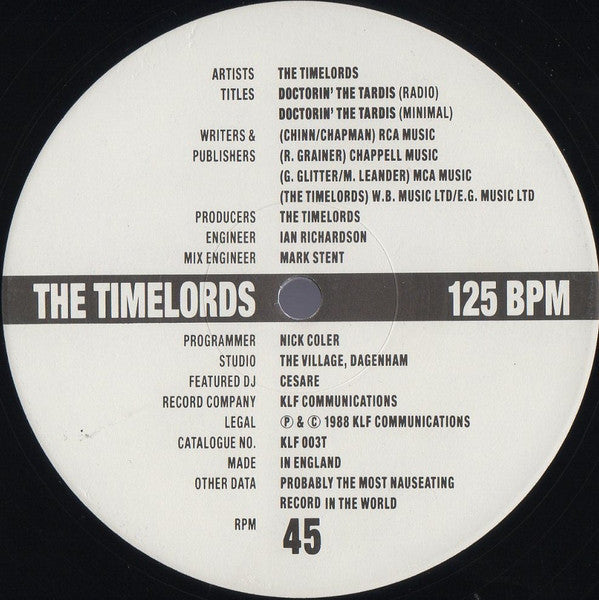 ARTISTS THE TIMELORDS
TITLES DOCTORIN' THE TARDIS (RADIO)
DOCTORIN' THE TARDIS (MINIMAL)
WRITERS & (CHINN/CHAPMAN) RCA MUSIC
PUBLISHERS (R. GRAINER) CHAPPELL MUSIC
(G. GLITTER/M. LEANDER) MCA MUSIC
(THE TIMELORDS) W.B. MUSIC LTD/E.G. MUSIC LTD
PRODUCERS THE TIMELORDS
ENGINEER IAN RICHARDSON
MIX ENGINEER MARK STENT
THE TIMELORDS 125 BPM
PROGRAMMER NICK COLER
STUDIO THE VILLAGE, DAGENHAM
FEATURED DJ CESARE
RECORD COMPANY KLF COMMUNICATIONS
LEGAL ℗ & © 1988 KLF COMMUNICATIONS
CATALOGUE NO. KLF 003T
MADE IN ENGLAND
OTHER DATA PROBABLY THE MOST NAUSEATING
RECORD IN THE WORLD
RPM 45